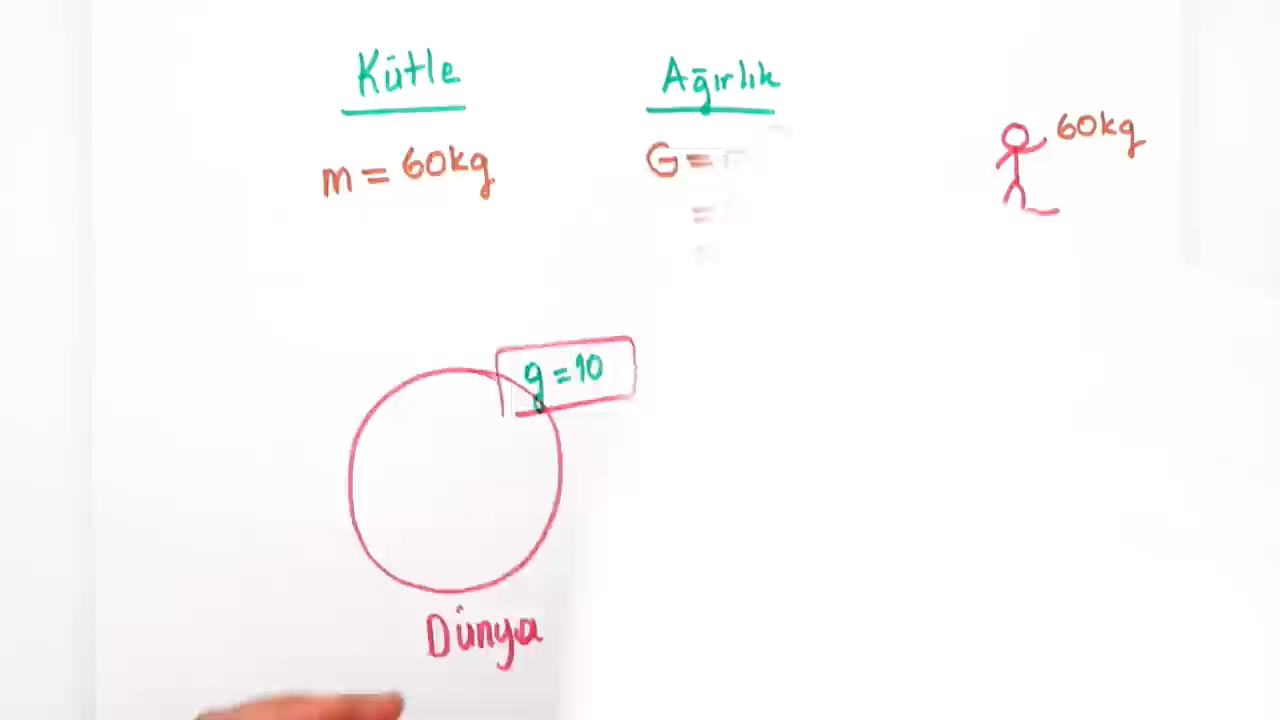 Kütle
Ağırlık
m = 60kg
G =
=
60kg
g = 10
Dünya